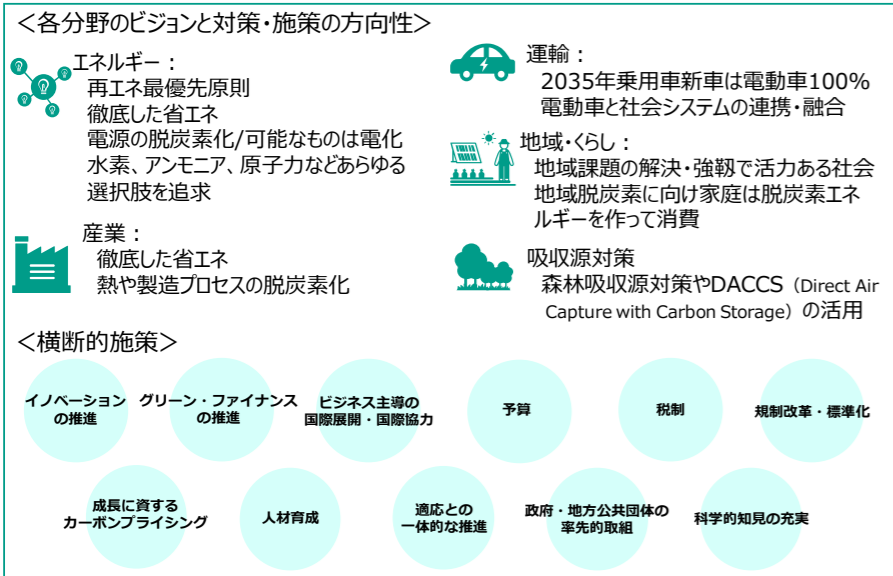 ＜各分野のビジョンと対策・施策の方向性＞
エネルギー：
再エネ最優先原則
徹底した省エネ
電源の脱炭素化/可能なものは電化
水素、アンモニア、原子力などあらゆる
選択肢を追求
産業：
徹底した省エネ
熱や製造プロセスの脱炭素化
運輸：
2035年乗用車新車は電動車100%
電動車と社会システムの連携・融合
地域・くらし：
地域課題の解決・強靱で活力ある社会
地域脱炭素に向け家庭は脱炭素エネ
ルギーを作って消費
吸収源対策
森林吸収源対策やDACCS（Direct Air
Capture with Carbon Storage）の活用
＜横断的施策＞
イノベーション
の推進
グリーン・ファイナンス
の推進
ビジネス主導の
国際展開・国際協力
予算
税制
規制改革・標準化
成長に資する
カーボンプライシング
人材育成
適応との
一体的な推進
政府・地方公共団体の
率先的取組
科学的知見の充実